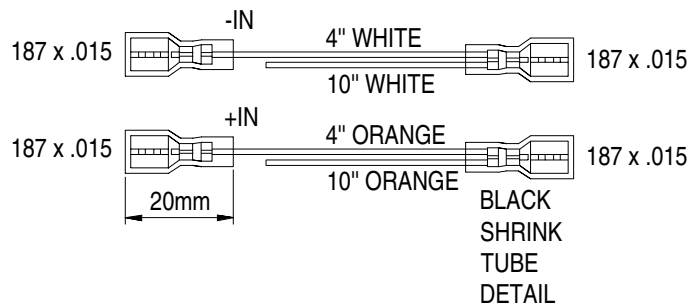 -IN
187 x .015
4" WHITE
187 x .015
10" WHITE
+IN
187 x .015
4" ORANGE
187 x .015
10" ORANGE
20mm
BLACK
SHRINK
TUBE
DETAIL